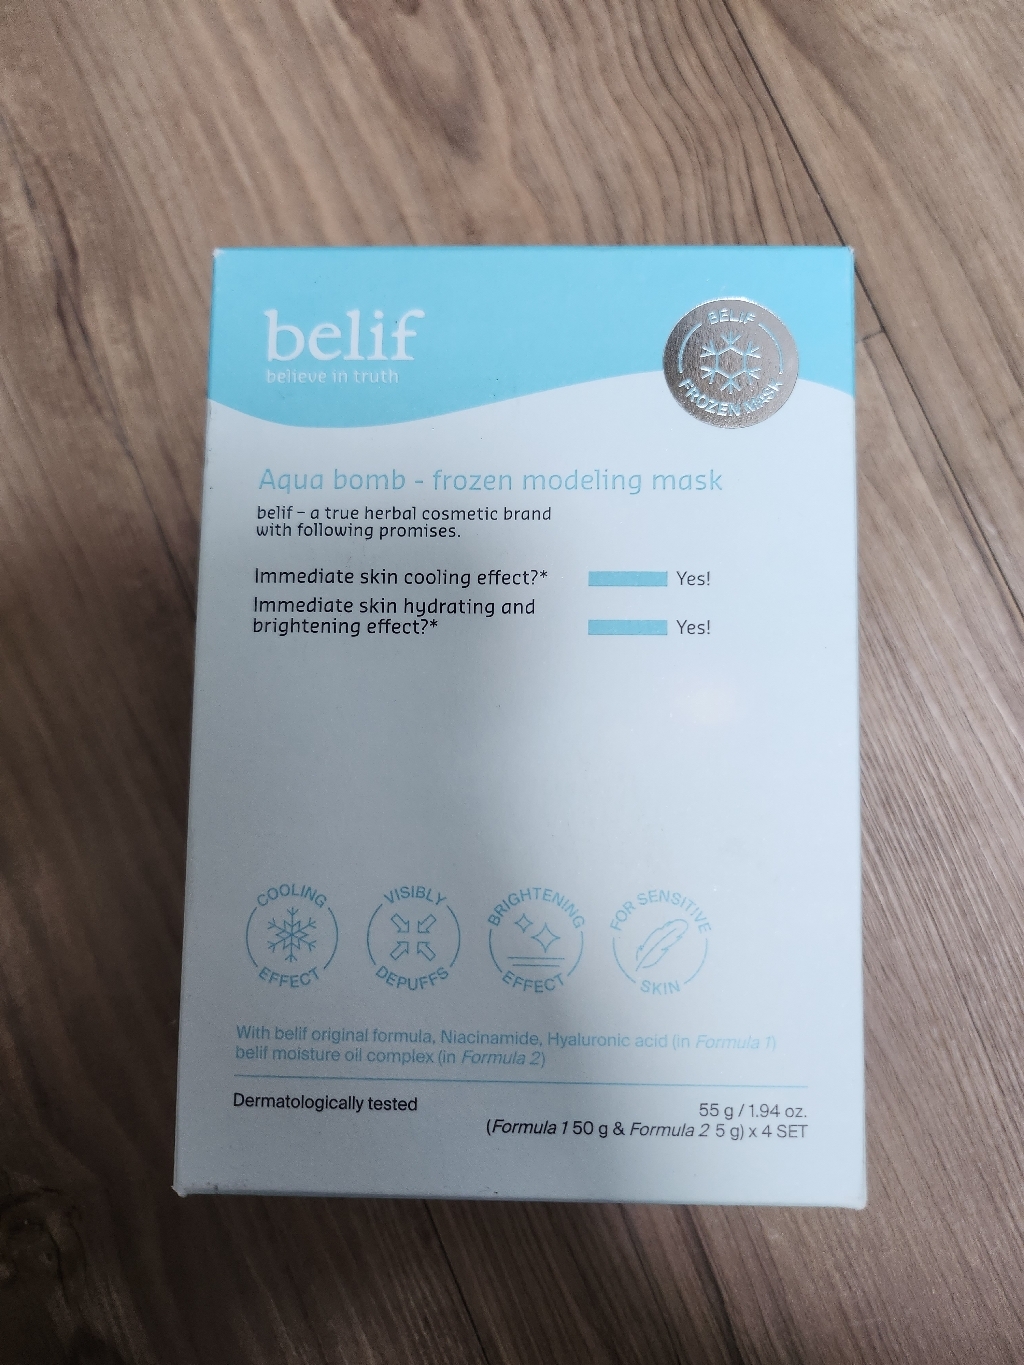 belif
believe in truth
BELIF
FROZEN MASK
Aqua bomb - frozen modeling mask
belif – a true herbal cosmetic brand
with following promises.
Immediate skin cooling effect?* Yes!
Immediate skin hydrating and
brightening effect?* Yes!
COOLING
EFFECT
VISIBLY
DEPUFFS
BRIGHTENING
EFFECT
FOR SENSITIVE
SKIN
With belif original formula, Niacinamide, Hyaluronic acid (in Formula 1)
belif moisture oil complex (in Formula 2)
Dermatologically tested
55 g / 1.94 oz.
(Formula 1 50 g & Formula 2 5 g) x 4 SET